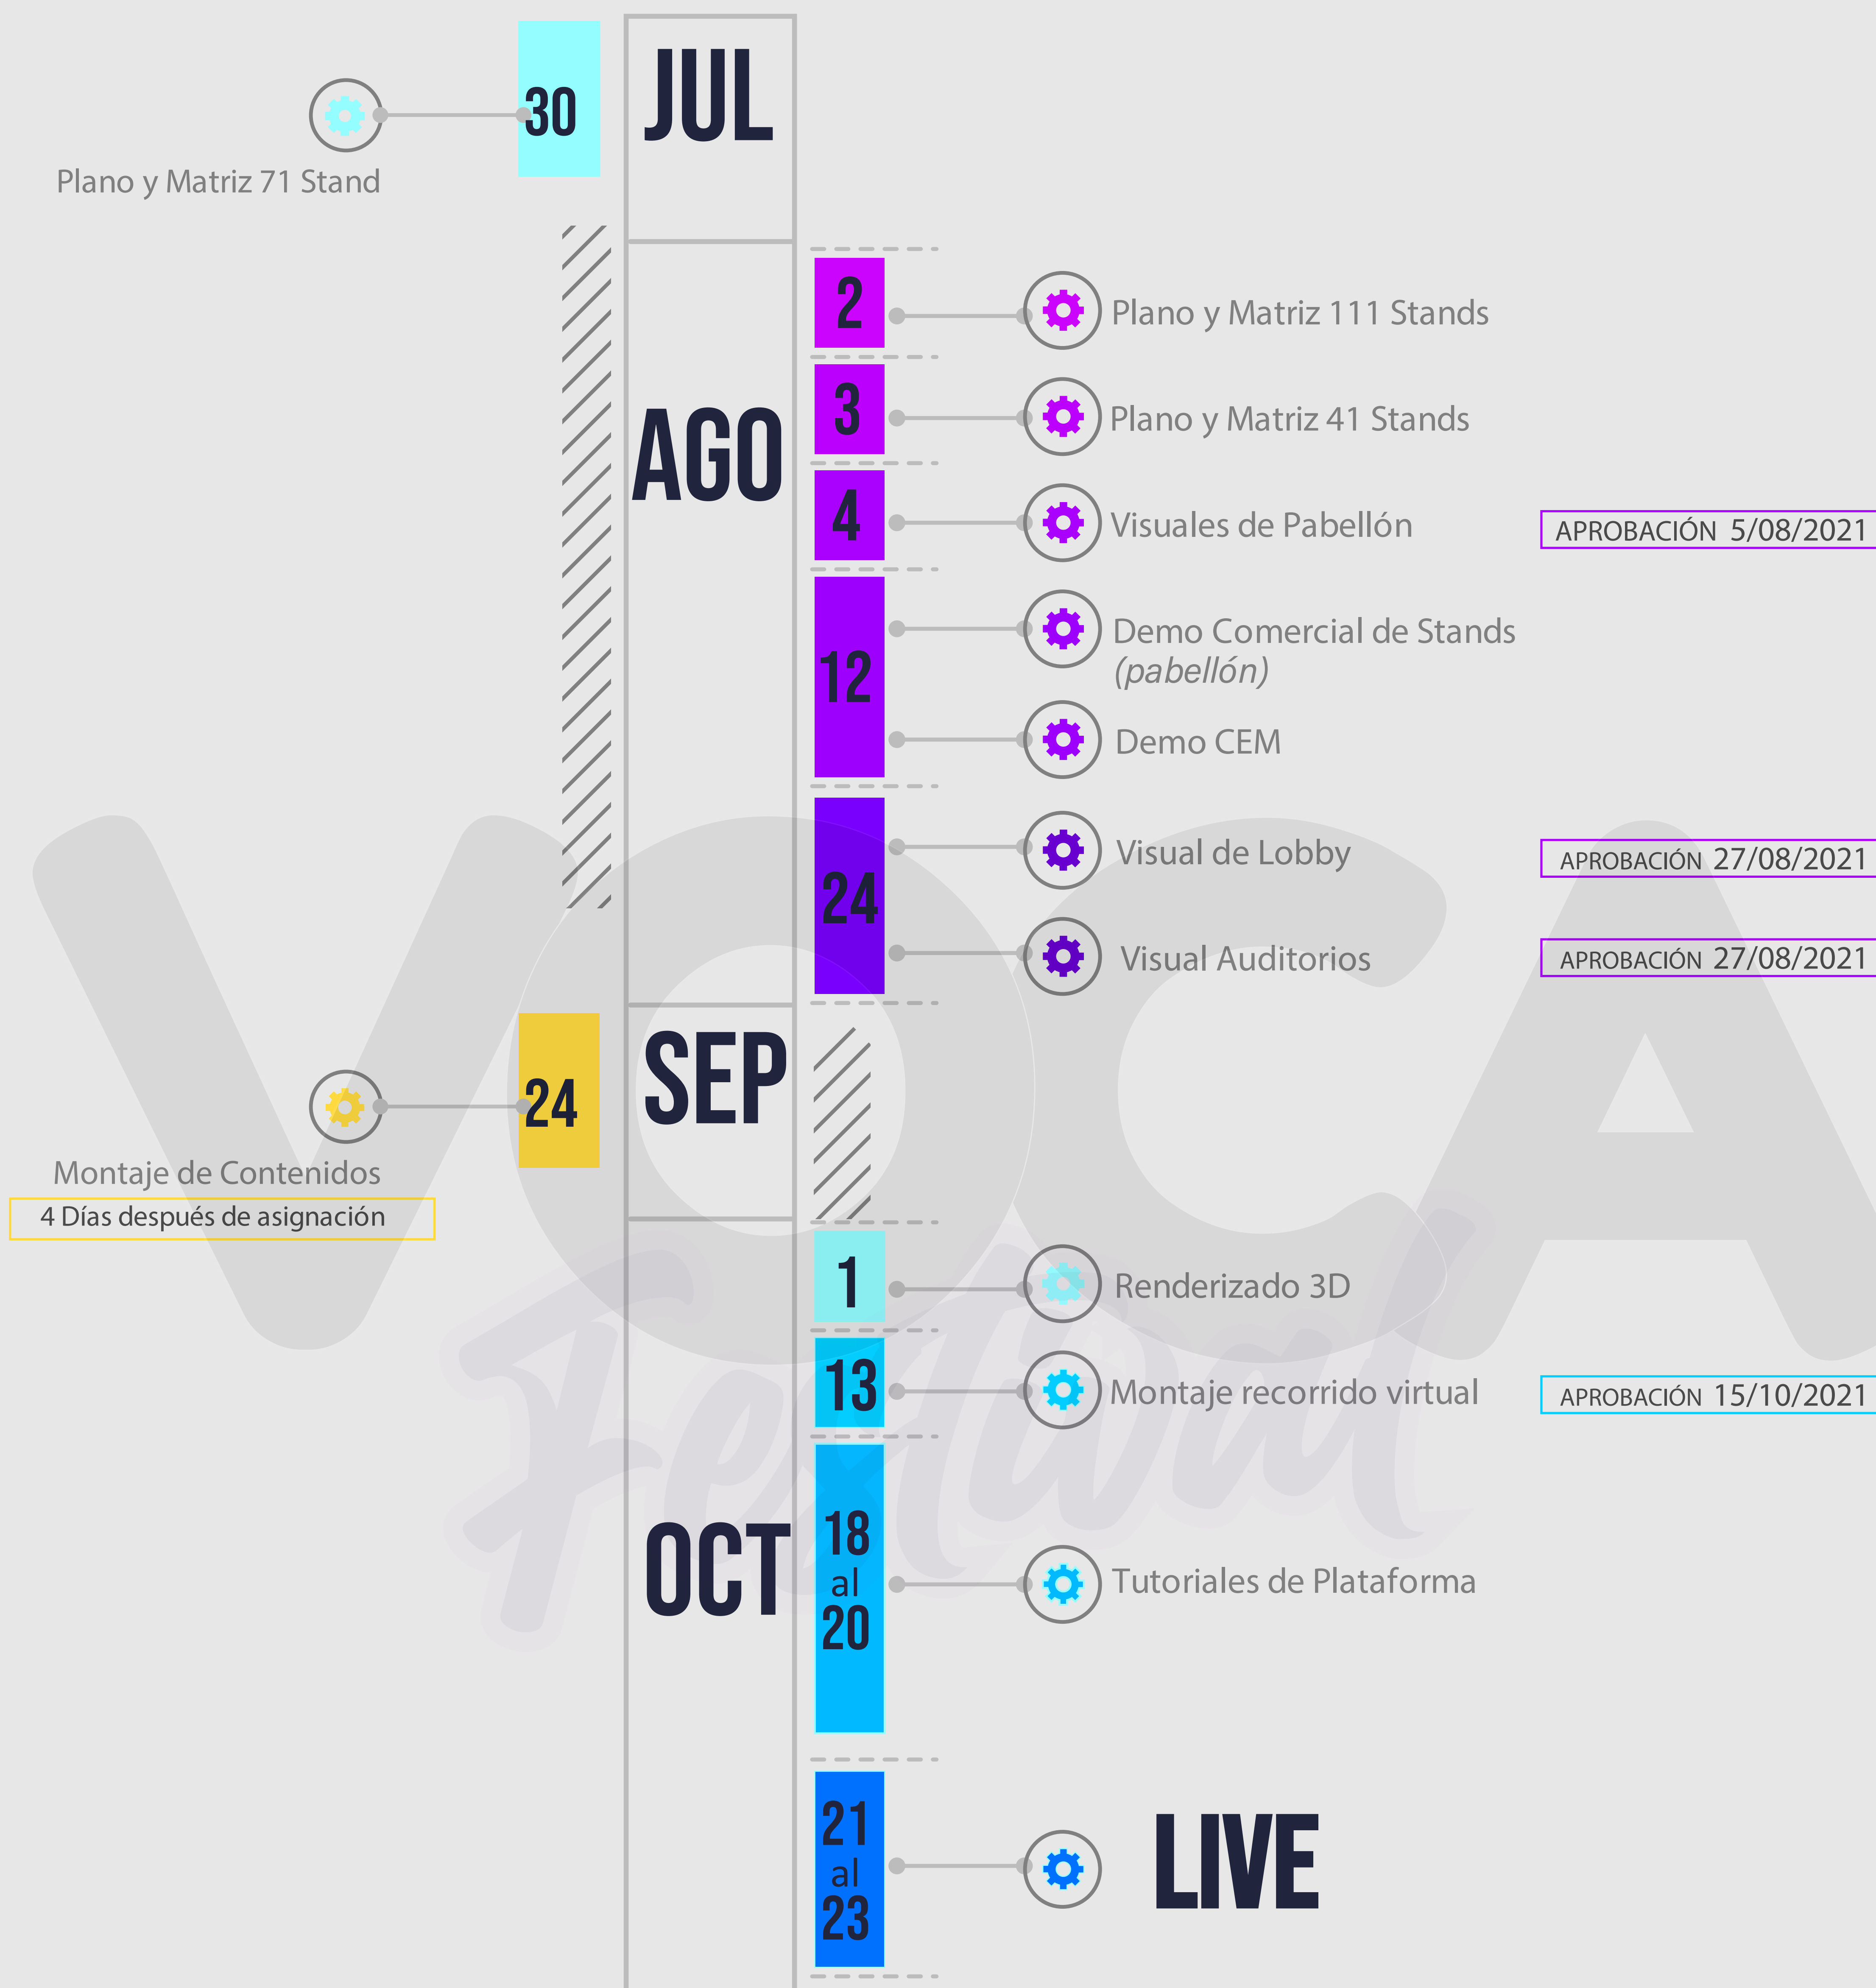 JUL
30
Plano y Matriz 71 Stand
AGO
2
Plano y Matriz 111 Stands
3
Plano y Matriz 41 Stands
4
Visuales de Pabellón
APROBACIÓN 5/08/2021
12
Demo Comercial de Stands
(pabellón)
Demo CEM
24
Visual de Lobby
APROBACIÓN 27/08/2021
Visual Auditorios
APROBACIÓN 27/08/2021
SEP
24
Montaje de Contenidos
4 Días después de asignación
OCT
1
Renderizado 3D
13
Montaje recorrido virtual
APROBACIÓN 15/10/2021
18
al
20
Tutoriales de Plataforma
21
al
23
LIVE
VOCA
Festival